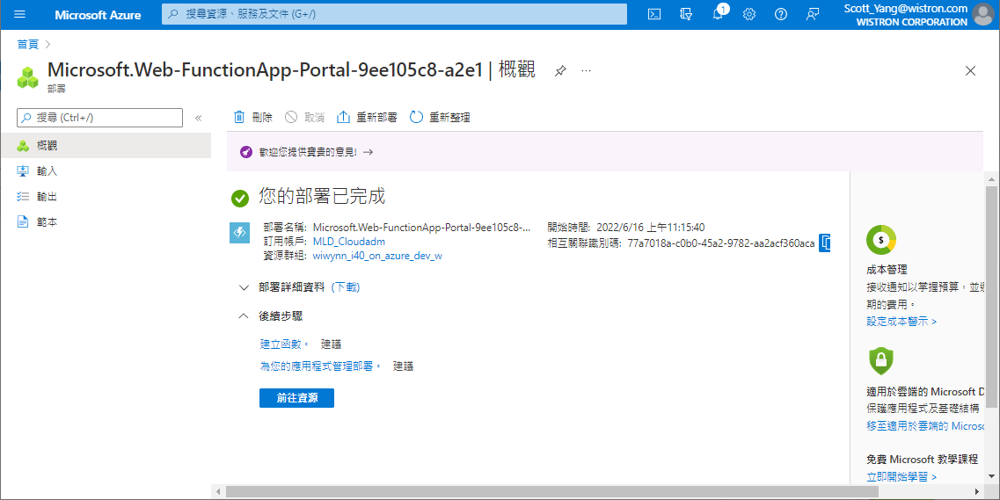 Microsoft Azure
搜尋資源、服務及文件 (G+/)
1
Scott_Yang@wistron.com
WISTRON CORPORATION
首頁 >
Microsoft.Web-FunctionApp-Portal-9ee105c8-a2e1 | 概觀
部署
搜尋 (Ctrl+/)
«
刪除
取消
重新部署
重新整理
概觀
輸入
輸出
範本
歡迎您提供寶貴的意見! →
您的部署已完成
部署名稱: Microsoft.Web-FunctionApp-Portal-9ee105c8-...
訂用帳戶: MLD_Cloudadm
資源群組: wiwynn_i40_on_azure_dev_w
開始時間: 2022/6/16 上午11:15:40
相互關聯識別碼: 77a7018a-c0b0-45a2-9782-aa2acf360aca
部署詳細資料 (下載)
後續步驟
建立函數。 建議
為您的應用程式管理部署。 建議
前往資源
成本管理
接收通知以掌握預算，並
期的費用。
設定成本警示 >
適用於雲端的 Microsoft D
保護應用程式及基礎結構
移至適用於雲端的 Microso
免費 Microsoft 教學課程
立即開始學習 >